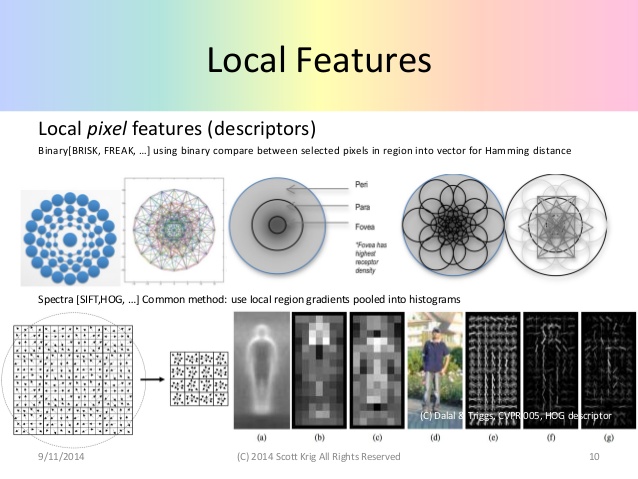 Local Features
Local pixel features (descriptors)
Binary[BRISK, FREAK, …] using binary compare between selected pixels in region into vector for Hamming distance
Peri
Para
Fovea
*Fovea has
highest
receptor
density
Spectra [SIFT,HOG, …] Common method: use local region gradients pooled into histograms
(C) Dalal & Triggs, CVPR 2005, HOG descriptor
(a) (b) (c) (d) (e) (f) (g)
9/11/2014 (C) 2014 Scott Krig All Rights Reserved 10